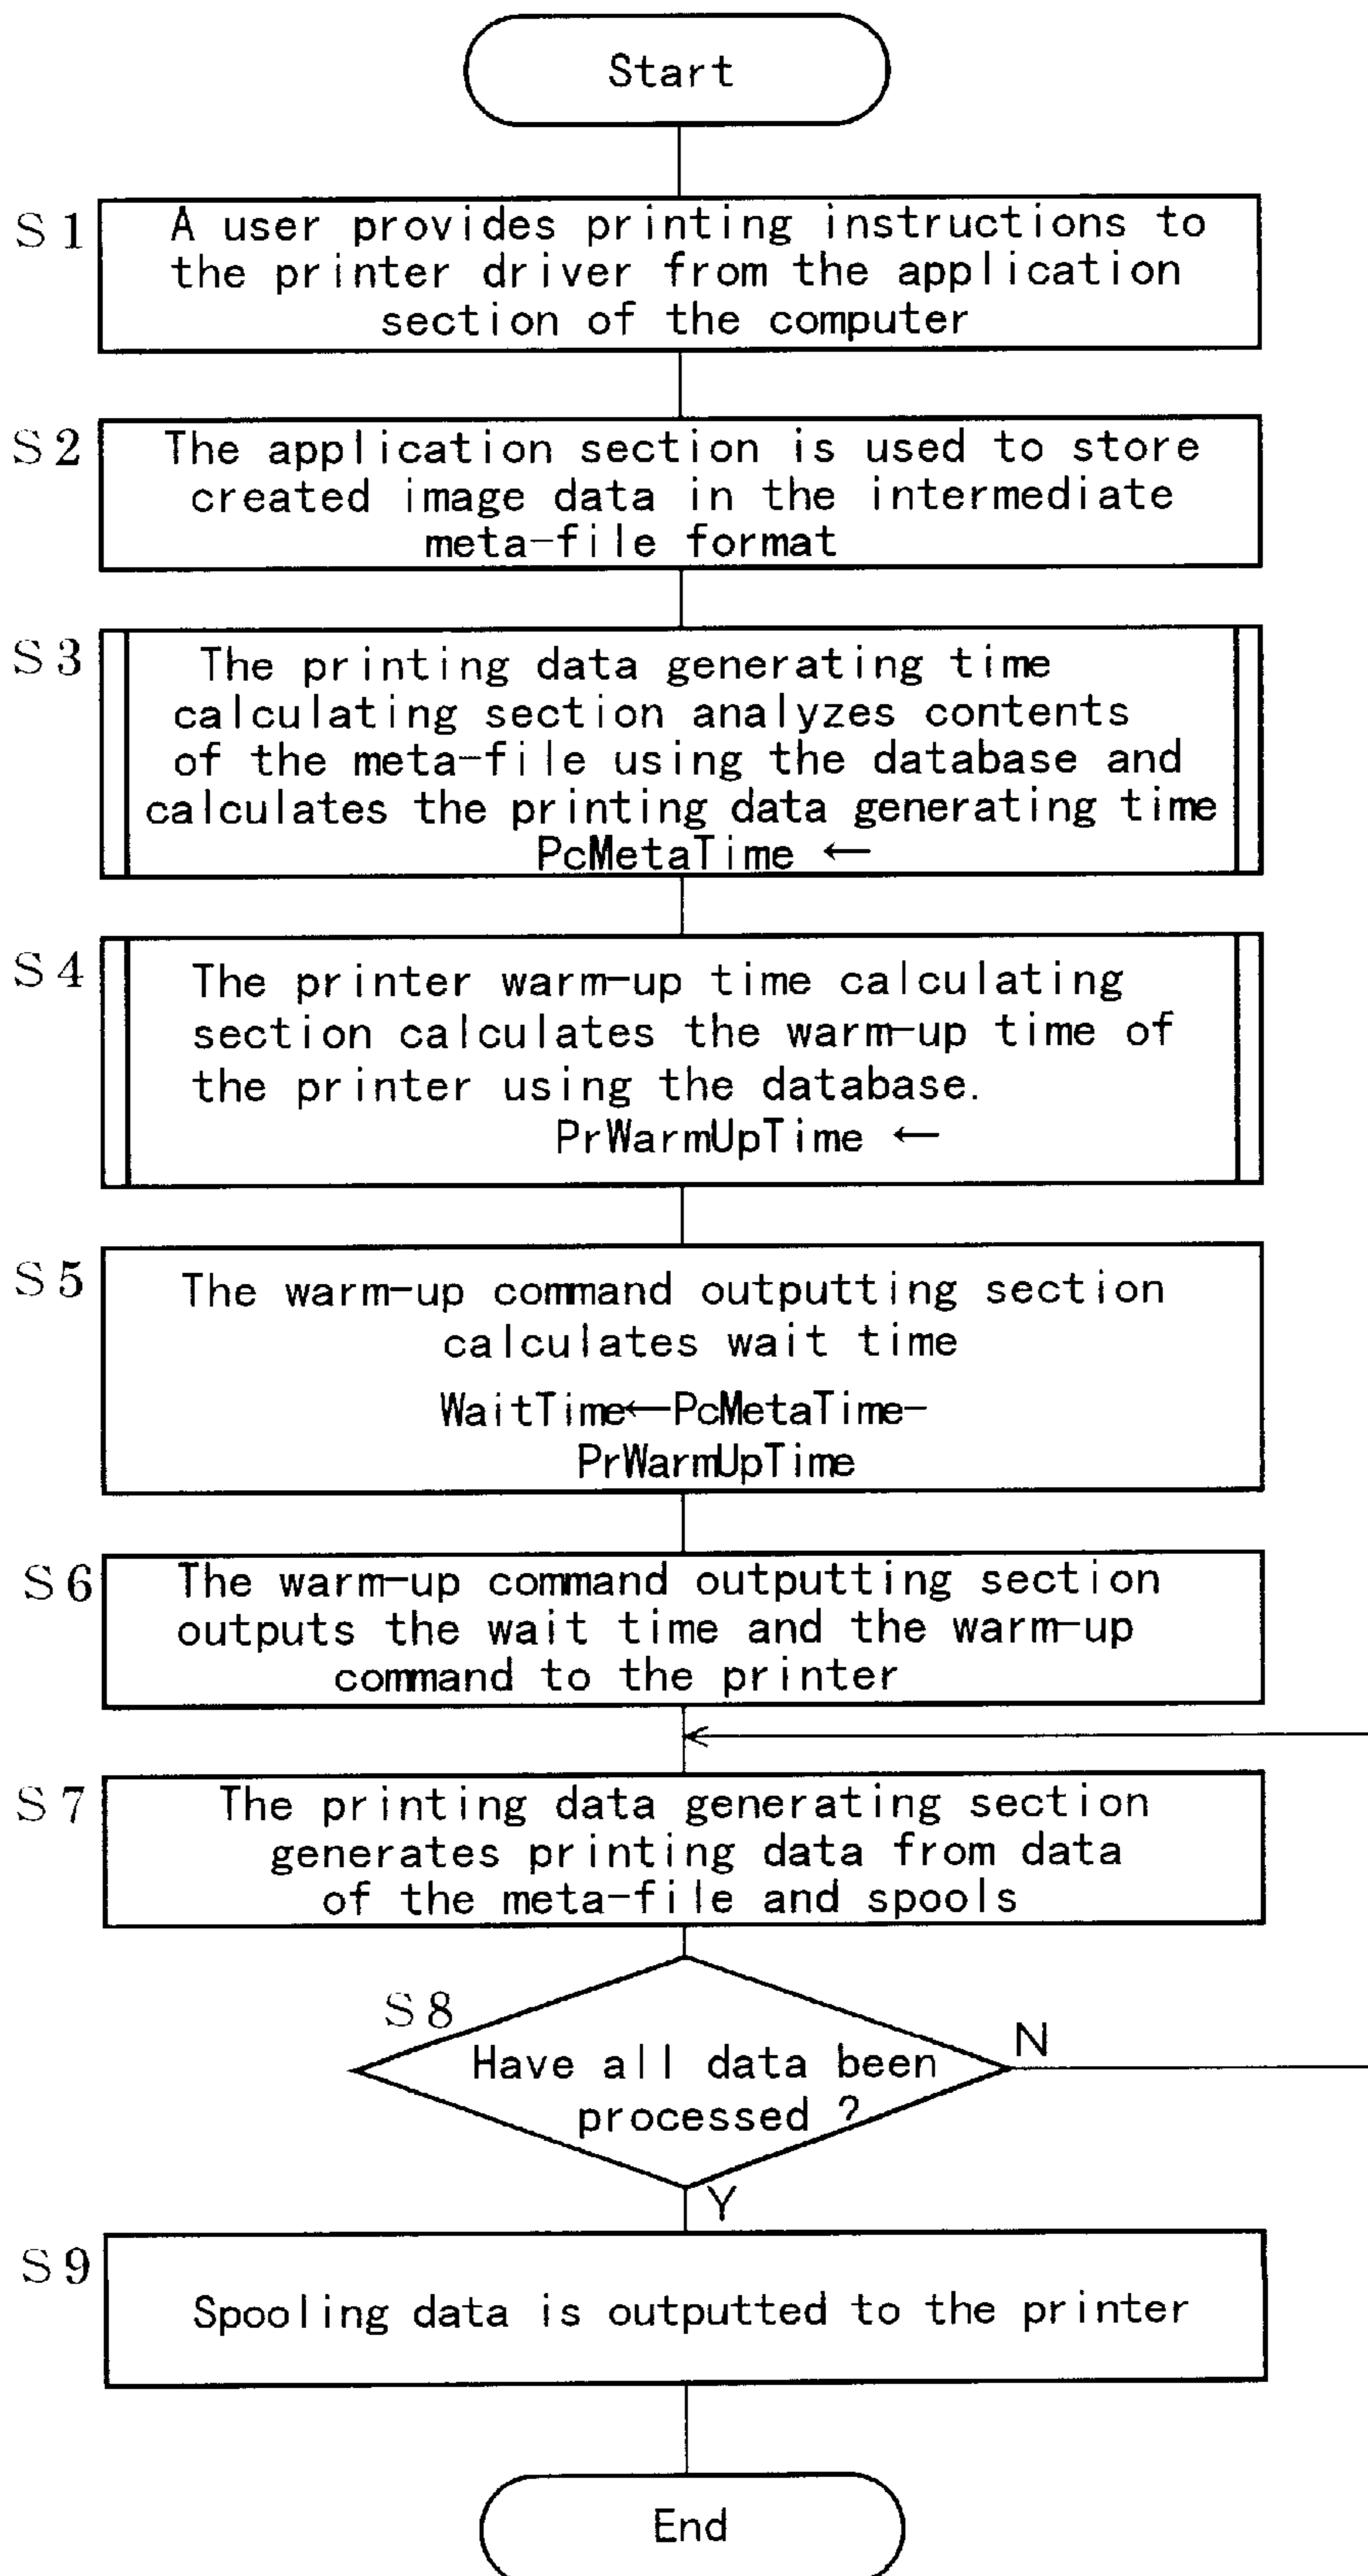 Start
S1
A user provides printing instructions to
the printer driver from the application
section of the computer
S2
The application section is used to store
created image data in the intermediate
meta-file format
S3
The printing data generating time
calculating section analyzes contents
of the meta-file using the database and
calculates the printing data generating time
PcMetaTime ←
S4
The printer warm-up time calculating
section calculates the warm-up time of
the printer using the database.
PrWarmUpTime ←
S5
The warm-up command outputting section
calculates wait time
WaitTime←PcMetaTime-
PrWarmUpTime
S6
The warm-up command outputting section
outputs the wait time and the warm-up
command to the printer
S7
The printing data generating section
generates printing data from data
of the meta-file and spools
S8
Have all data been
processed ?
N
Y
S9
Spooling data is outputted to the printer
End